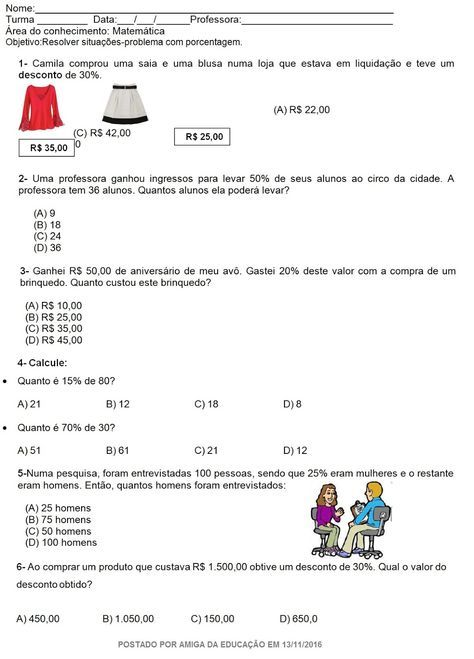 Nome:
Turma __________ Data:___/___/______Professora:
Área do conhecimento: Matemática
Objetivo:Resolver situações-problema com porcentagem.
1- Camila comprou uma saia e uma blusa numa loja que estava em liquidação e teve um
desconto de 30%.
(A) R$ 22,00
(C) R$ 42,00
0
R$ 35,00
R$ 25,00
2- Uma professora ganhou ingressos para levar 50% de seus alunos ao circo da cidade. A
professora tem 36 alunos. Quantos alunos ela poderá levar?
(A) 9
(B) 18
(C) 24
(D) 36
3- Ganhei R$ 50,00 de aniversário de meu avô. Gastei 20% deste valor com a compra de um
brinquedo. Quanto custou este brinquedo?
(A) R$ 10,00
(B) R$ 25,00
(C) R$ 35,00
(D) R$ 45,00
4- Calcule:
• Quanto é 15% de 80?
A) 21 B) 12 C) 18 D) 8
• Quanto é 70% de 30?
A) 51 B) 61 C) 21 D) 12
5-Numa pesquisa, foram entrevistadas 100 pessoas, sendo que 25% eram mulheres e o restante
eram homens. Então, quantos homens foram entrevistados:
(A) 25 homens
(B) 75 homens
(C) 50 homens
(D) 100 homens
6- Ao comprar um produto que custava R$ 1.500,00 obtive um desconto de 30%. Qual o valor do
desconto obtido?
A) 450,00 B) 1.050,00 C) 150,00 D) 650,0
POSTADO POR AMIGA DA EDUCAÇÃO EM 13/11/2016